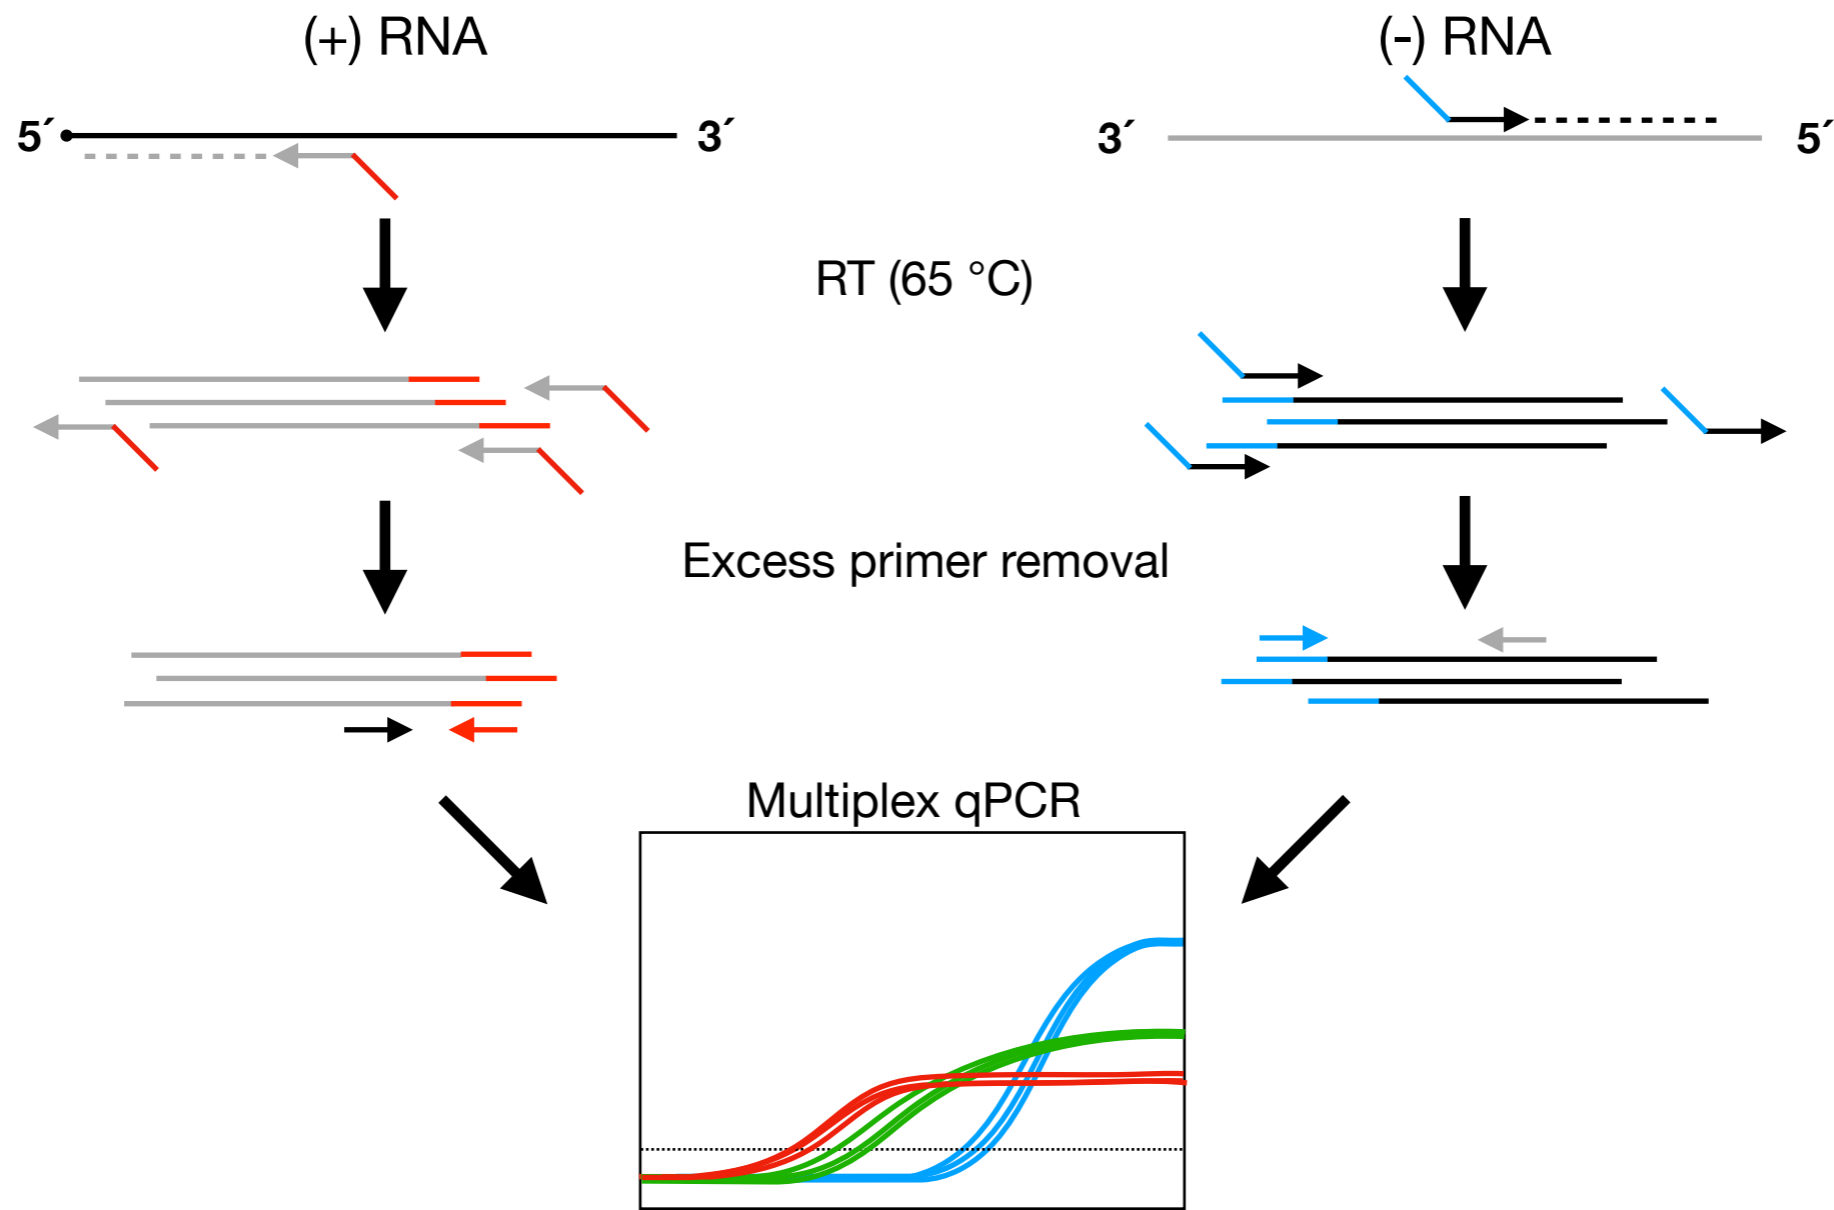 (+) RNA
(-) RNA
5´
3´
3´
5´
RT (65 °C)
Excess primer removal
Multiplex qPCR